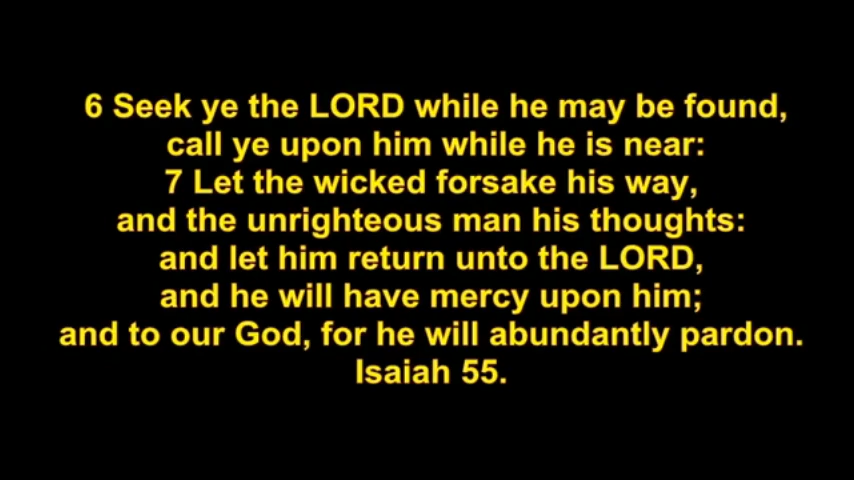 6 Seek ye the LORD while he may be found,
call ye upon him while he is near:
7 Let the wicked forsake his way,
and the unrighteous man his thoughts:
and let him return unto the LORD,
and he will have mercy upon him;
and to our God, for he will abundantly pardon.
Isaiah 55.